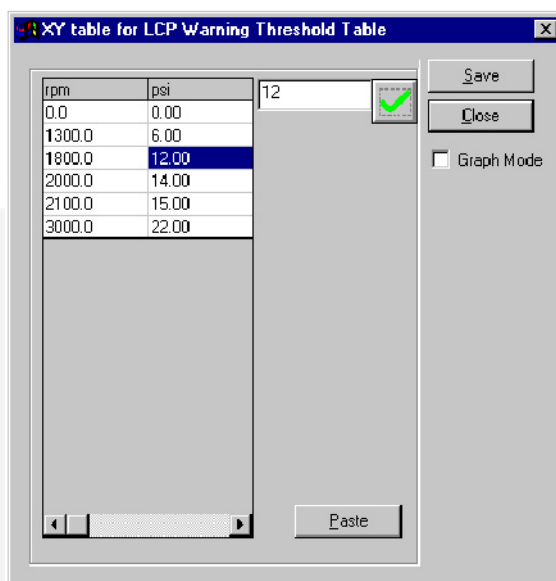 XY table for LCP Warning Threshold Table
rpm psi
0.0 0.00
1300.0 6.00
1800.0 12.00
2000.0 14.00
2100.0 15.00
3000.0 22.00
12
Save
Close
Graph Mode
Paste